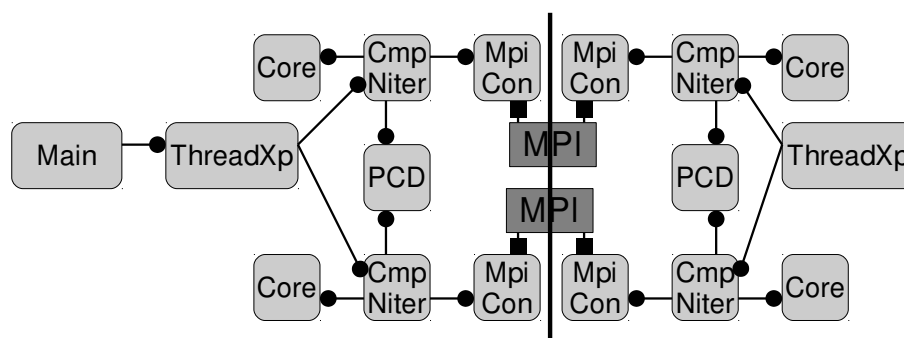 Core
Cmp
Niter
Mpi
Con
Mpi
Con
Cmp
Niter
Core
Main
ThreadXp
MPI
ThreadXp
PCD
PCD
MPI
Core
Cmp
Niter
Mpi
Con
Mpi
Con
Cmp
Niter
Core